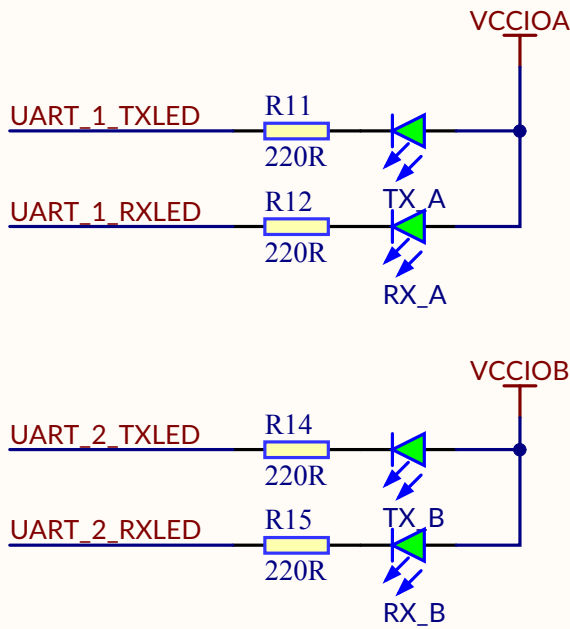 VCCIOA
UART_1_TXLED
R11
220R
TX_A
UART_1_RXLED
R12
220R
RX_A
VCCIOB
UART_2_TXLED
R14
220R
TX_B
UART_2_RXLED
R15
220R
RX_B